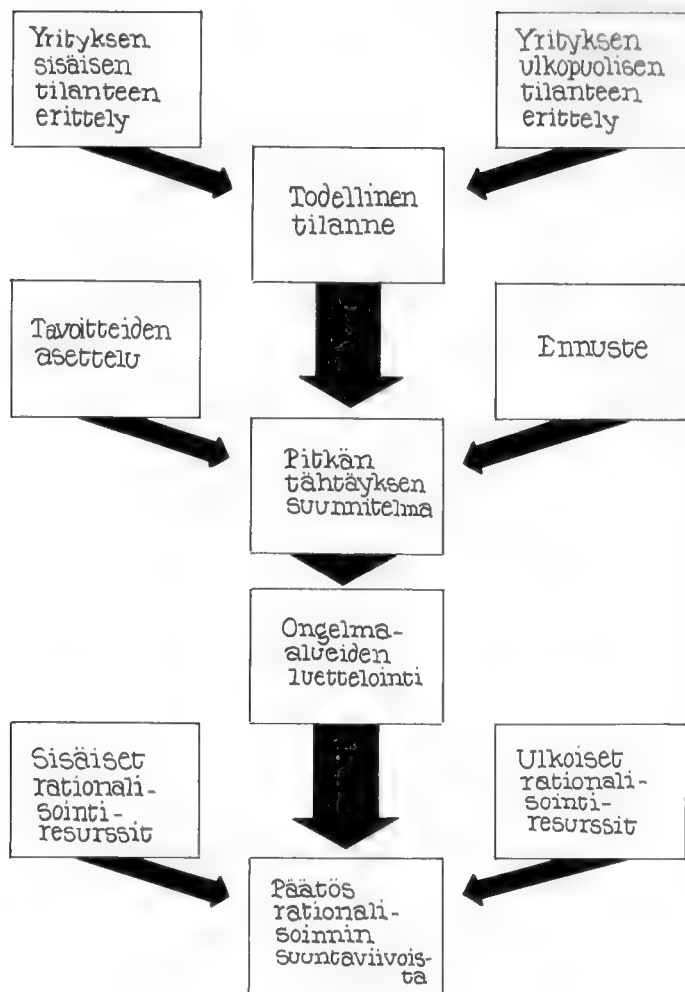 Yrityksen
sisäisen
tilanteen
erittely
Yrityksen
ulkopuolisen
tilanteen
erittely
Todellinen
tilanne
Tavoitteiden
asettelu
Ennuste
Pitkän
tähtäyksen
suunnitelma
Ongelma-
alueiden
luettelointi
Sisäiset
rationali-
sointi-
resurssit
Ulkoiset
rationali-
sointi-
resurssit
Päätös
rationali-
soinnin
suuntaviivois-
ta